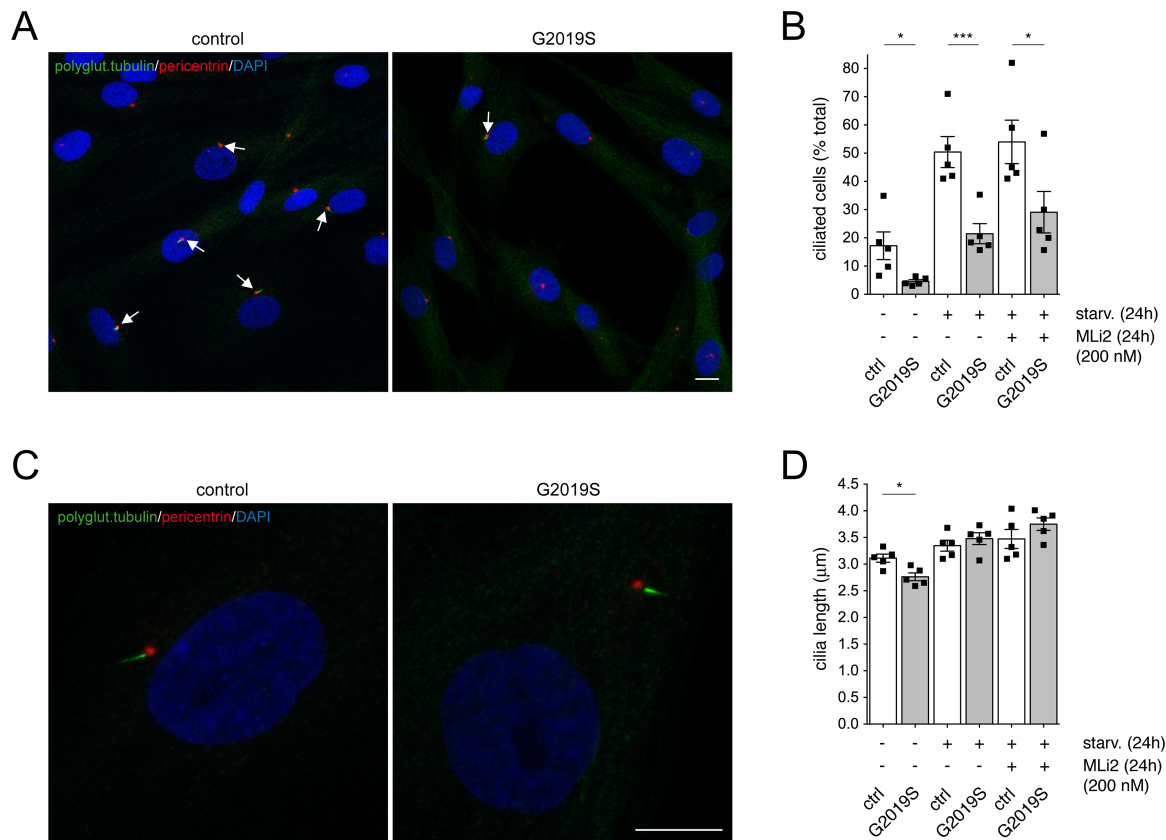 A
control
G2019S
polyglut.tubulin/pericentrin/DAPI
B
* *** *
ciliated cells (% total)
80
70
60
50
40
30
20
10
0
- - + + + + starv. (24h)
- - - - + + MLi2 (24h)
(200 nM)
ctrl G2019S ctrl G2019S ctrl G2019S
C
control
G2019S
polyglut.tubulin/pericentrin/DAPI
D
*
cilia length (μm)
4.5
4.0
3.5
3.0
2.5
2.0
1.5
1.0
0.5
0.0
- - + + + + starv. (24h)
- - - - + + MLi2 (24h)
(200 nM)
ctrl G2019S ctrl G2019S ctrl G2019S